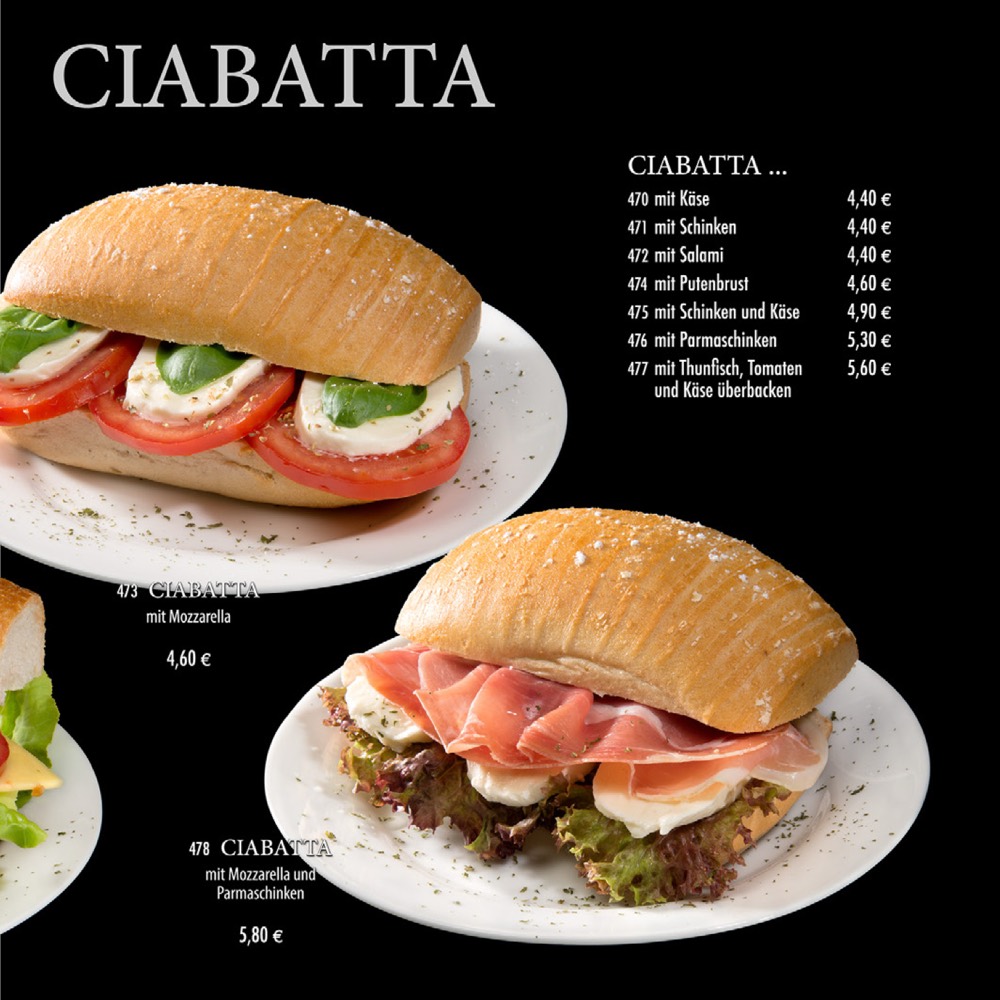 CIABATTA
CIABATTA ...
470 mit Käse 4,40 €
471 mit Schinken 4,40 €
472 mit Salami 4,40 €
474 mit Putenbrust 4,60 €
475 mit Schinken und Käse 4,90 €
476 mit Parmaschinken 5,30 €
477 mit Thunfisch, Tomaten 5,60 €
und Käse überbacken
473 CIABATTA
mit Mozzarella
4,60 €
478 CIABATTA
mit Mozzarella und
Parmaschinken
5,80 €